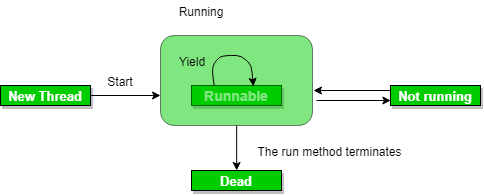 Running
Yield
Runnable
Start
New Thread
Not running
The run method terminates
Dead